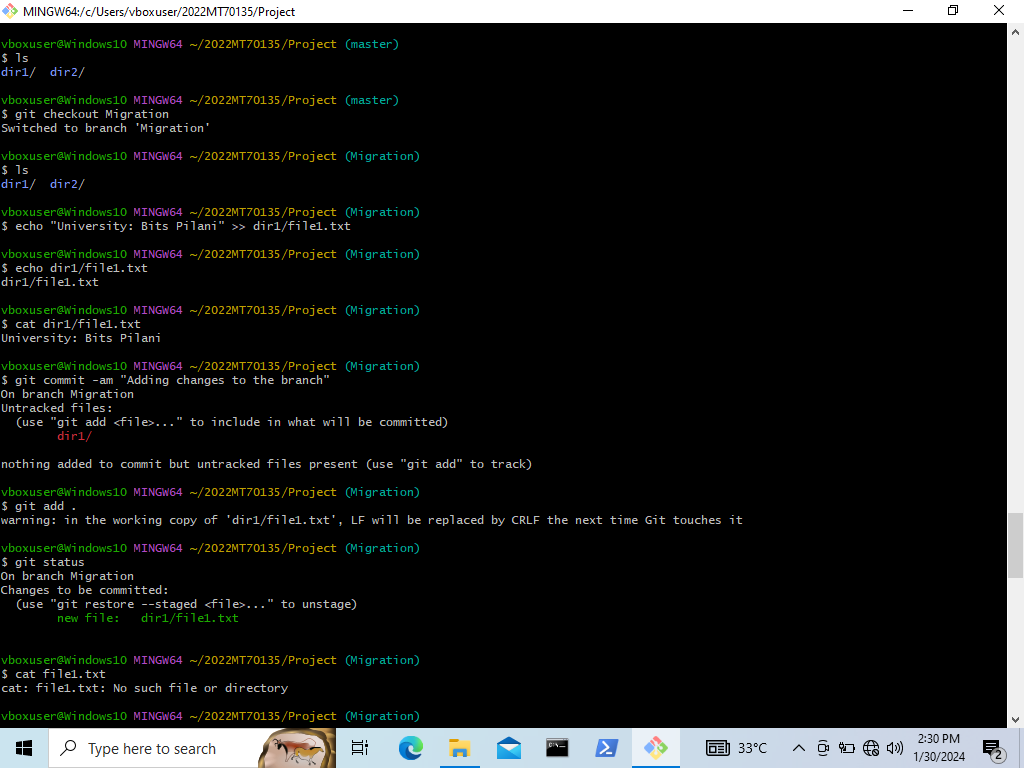 MINGW64:/c/Users/vboxuser/2022MT70135/Project
vboxuser@Windows10 MINGW64 ~/2022MT70135/Project (master)
$ ls
dir1/  dir2/
vboxuser@Windows10 MINGW64 ~/2022MT70135/Project (master)
$ git checkout Migration
Switched to branch 'Migration'
vboxuser@Windows10 MINGW64 ~/2022MT70135/Project (Migration)
$ ls
dir1/  dir2/
vboxuser@Windows10 MINGW64 ~/2022MT70135/Project (Migration)
$ echo "University: Bits Pilani" >> dir1/file1.txt
vboxuser@Windows10 MINGW64 ~/2022MT70135/Project (Migration)
$ echo dir1/file1.txt
dir1/file1.txt
vboxuser@Windows10 MINGW64 ~/2022MT70135/Project (Migration)
$ cat dir1/file1.txt
University: Bits Pilani
vboxuser@Windows10 MINGW64 ~/2022MT70135/Project (Migration)
$ git commit -am "Adding changes to the branch"
On branch Migration
Untracked files:
  (use "git add <file>..." to include in what will be committed)
        dir1/
nothing added to commit but untracked files present (use "git add" to track)
vboxuser@Windows10 MINGW64 ~/2022MT70135/Project (Migration)
$ git add .
warning: in the working copy of 'dir1/file1.txt', LF will be replaced by CRLF the next time Git touches it
vboxuser@Windows10 MINGW64 ~/2022MT70135/Project (Migration)
$ git status
On branch Migration
Changes to be committed:
  (use "git restore --staged <file>..." to unstage)
        new file:   dir1/file1.txt
vboxuser@Windows10 MINGW64 ~/2022MT70135/Project (Migration)
$ cat file1.txt
cat: file1.txt: No such file or directory
vboxuser@Windows10 MINGW64 ~/2022MT70135/Project (Migration)
Type here to search
33°C
2:30 PM
1/30/2024
2